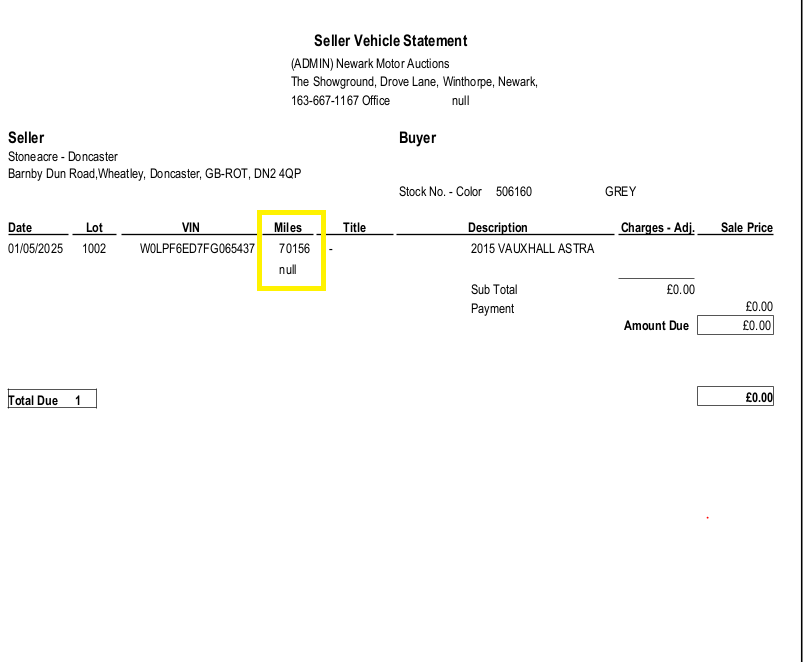 Seller Vehicle Statement
(ADMIN) Newark Motor Auctions
The Showground, Drove Lane, Winthorpe, Newark,
163-667-1167 Office null
Seller Buyer
Stoneacre - Doncaster
Barnby Dun Road,Wheatley, Doncaster, GB-ROT, DN2 4QP
Stock No. - Color 506160 GREY
Date Lot VIN Miles Title Description Charges - Adj. Sale Price
01/05/2025 1002 W0LPF6ED7FG065437 70156 - 2015 VAUXHALL ASTRA
null
Sub Total £0.00
Payment £0.00
Amount Due £0.00
Total Due 1 £0.00